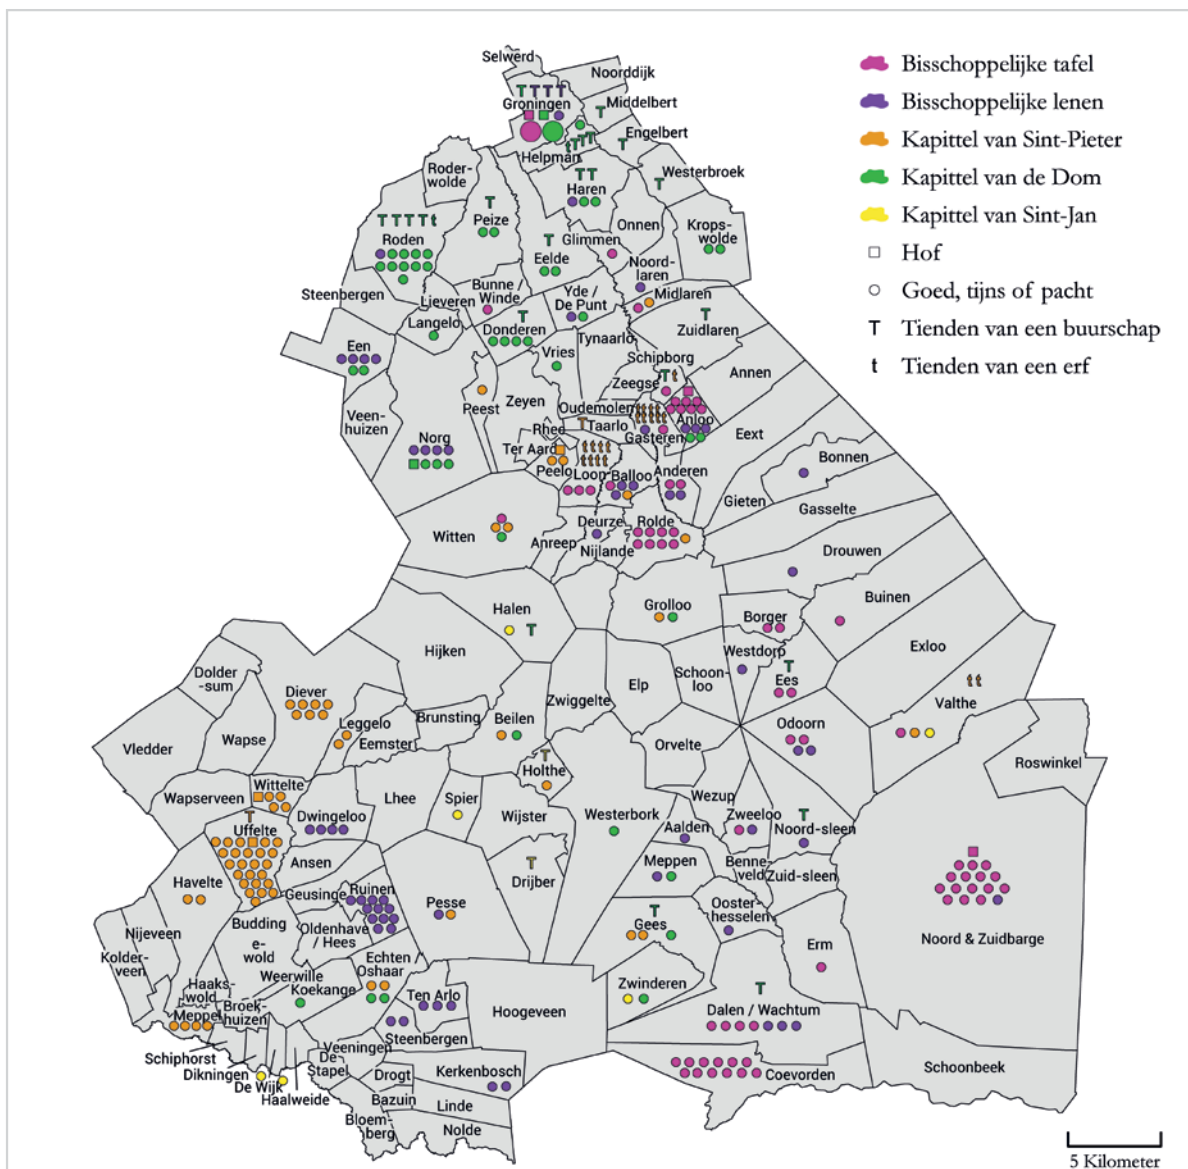 Selwerd
Noorddijk
T T T T
Groningen
T Middelbert
Engelbert
T
t T T T
Helpman
Westerbroek
T
Roder-
wolde
T T
Haren
T T T T t
Roden
T
Peize
Onnen
Krops-
wolde
T
Eelde
Glimmen
Noord-
laren
Steenbergen
Lieveren
Bunne /
Winde
Yde /
De Punt
Midlaren
Langelo
T
Donderen
T
Zuidlaren
Een
Vries
Tynaarlo
Schipborg
T t
Annen
Zeegse
Veen-
huizen
Peest
Zeyen
Oudemolen
t t t t
t t t t
Anloo
Norg
Rhee
T Taarlo
Gasteren
Eext
Ter Aard
t t t t
t t t t
Peelo
Loon
Balloo
Anderen
Bonnen
Gieten
Gasselte
Witten
Deurze
Rolde
Anreep
Nijlande
Drouwen
Halen
T
Grolloo
Borger
Buinen
Hijken
Westdorp
T
Ees
Exloo
Dolder
-sum
Diever
Zwiggelte
Elp
Schoon-
loo
t t
Valthe
Leggelo
Brunsting
Beilen
Odoorn
Vledder
Wapse
Eemster
Orvelte
T
Holthe
Roswinkel
Wapserveen
Wittelte
Lhee
Spier
Wijster
Westerbork
Wezup
Dwingeloo
T
Uffelte
Zweeloo
T
Noord-sleen
Aalden
Ansen
T
Drijber
Meppen
Benne-
veld
Zuid-sleen
Havelte
Geusinge
Ruinen
Pesse
Ooster-
hesselen
Nijeveen
Budding
e-
wold
Oldenhave
/ Hees
T
Gees
Erm
Noord & Zuidbarge
Kolder-
veen
Echten /
Oshaar
Weerwille
Koekange
Haaks-
wold
Ten Arlo
Zwinderen
T
Dalen / Wachtum
Meppel
Broek-
huizen
Hoogeveen
Steenbergen
Schiphorst
Veeningen
De
Stapel
Dikningen
De Wijk
Haalweide
Drogt
Kerkenbosch
Coevorden
Schoonbeek
Bazuin
Linde
Bloem-
berg
Nolde
Bisschoppelijke tafel
Bisschoppelijke lenen
Kapittel van Sint-Pieter
Kapittel van de Dom
Kapittel van Sint-Jan
Hof
Goed, tijns of pacht
T Tienden van een buurschap
t Tienden van een erf
5 Kilometer